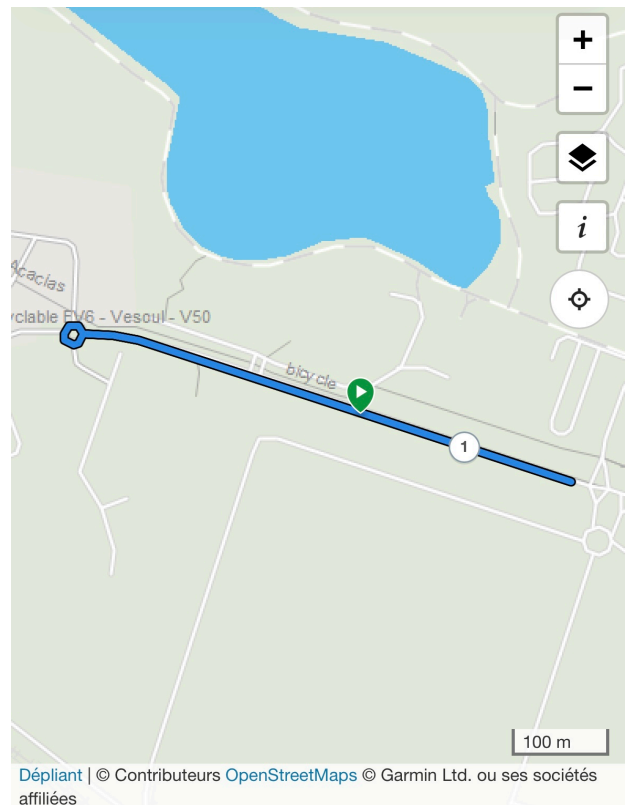 +
−
i
Acacias
yclable EV6 - Vesoul - V50
bicycle
1
100 m
Dépliant | © Contributeurs OpenStreetMaps © Garmin Ltd. ou ses sociétés
affiliées